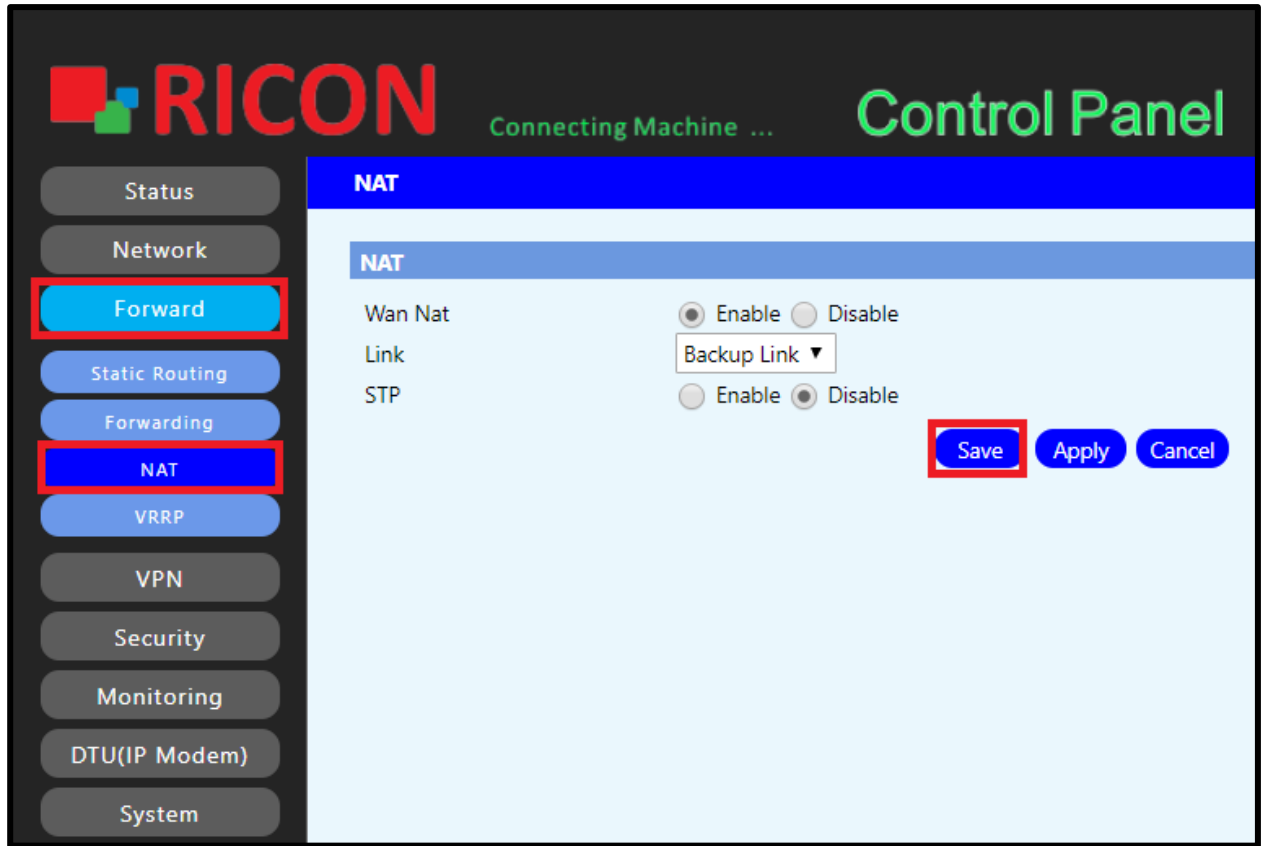 RICON Connecting Machine ... Control Panel
Status
Network
Forward
Static Routing
Forwarding
NAT
VRRP
VPN
Security
Monitoring
DTU(IP Modem)
System
NAT
NAT
Wan Nat Enable Disable
Link Backup Link
STP Enable Disable
Save Apply Cancel